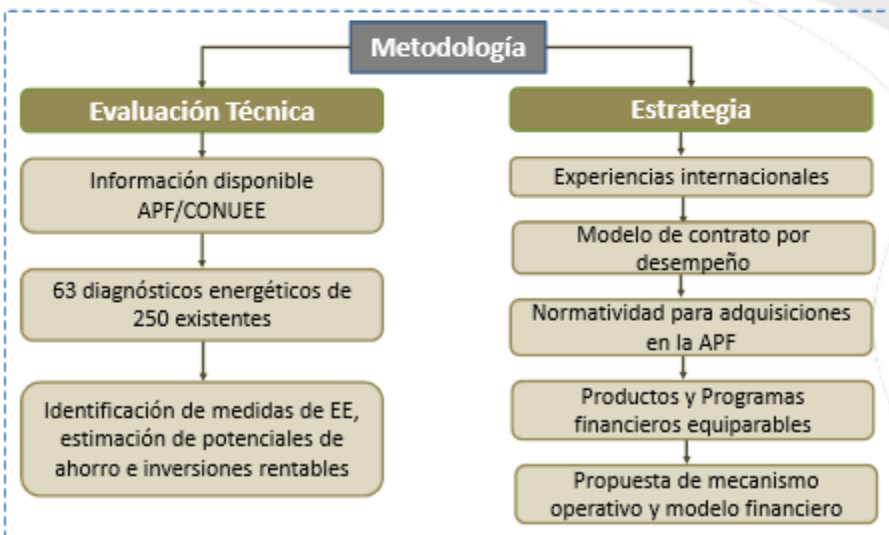 Metodología
Evaluación Técnica
Información disponible
APF/CONUEE
63 diagnósticos energéticos de
250 existentes
Identificación de medidas de EE,
estimación de potenciales de
ahorro e inversiones rentables
Estrategia
Experiencias internacionales
Modelo de contrato por
desempeño
Normatividad para adquisiciones
en la APF
Productos y Programas
financieros equiparables
Propuesta de mecanismo
operativo y modelo financiero